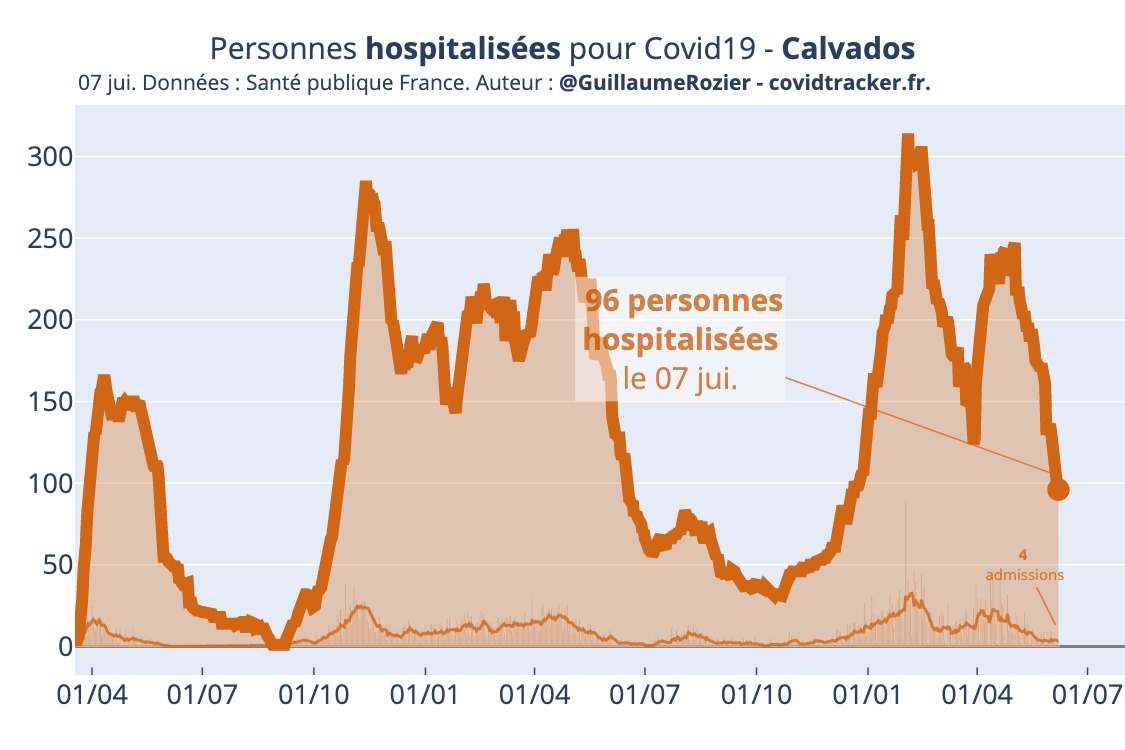 Personnes hospitalisées pour Covid19 - Calvados
07 jui. Données : Santé publique France. Auteur : @GuillaumeRozier - covidtracker.fr.
300
250
200
150
100
50
0
96 personnes
hospitalisées
le 07 jui.
4
admissions
01/04 01/07 01/10 01/01 01/04 01/07 01/10 01/01 01/04 01/07